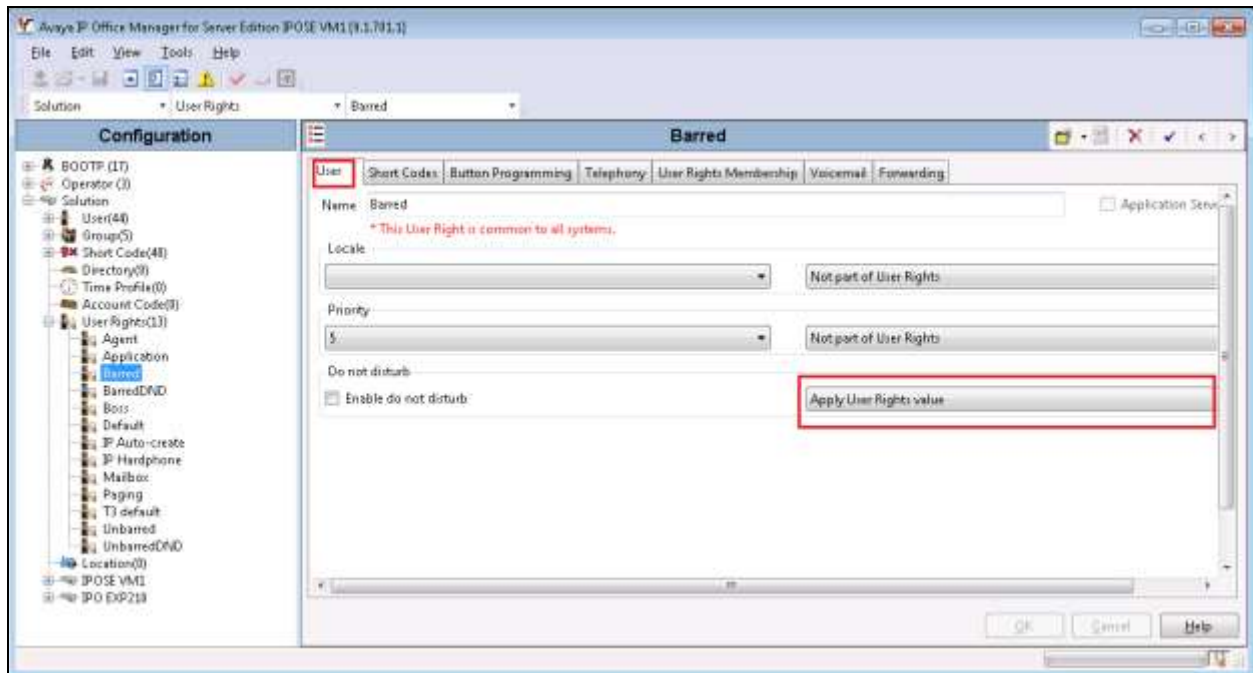 Avaya IP Office Manager for Server Edition IPOSE VM1 (9.1.701.1)
File Edit View Tools Help
Solution User Rights Barred
Configuration
BOOTP (17)
Operator (3)
Solution
User(44)
Group(5)
Short Code(48)
Directory(0)
Time Profile(0)
Account Code(0)
User Rights(13)
Agent
Application
Barred
BarredDND
Boss
Default
IP Auto-create
IP Hardphone
Mailbox
Paging
T3 default
Unbarred
UnbarredDND
Location(0)
IPOSE VM1
IPO EXP218
Barred
User Short Codes Button Programming Telephony User Rights Membership Voicemail Forwarding
Name Barred Application Serv
* This User Right is common to all systems.
Locale
Not part of User Rights
Priority
5 Not part of User Rights
Do not disturb
Enable do not disturb Apply User Rights value
OK Cancel Help